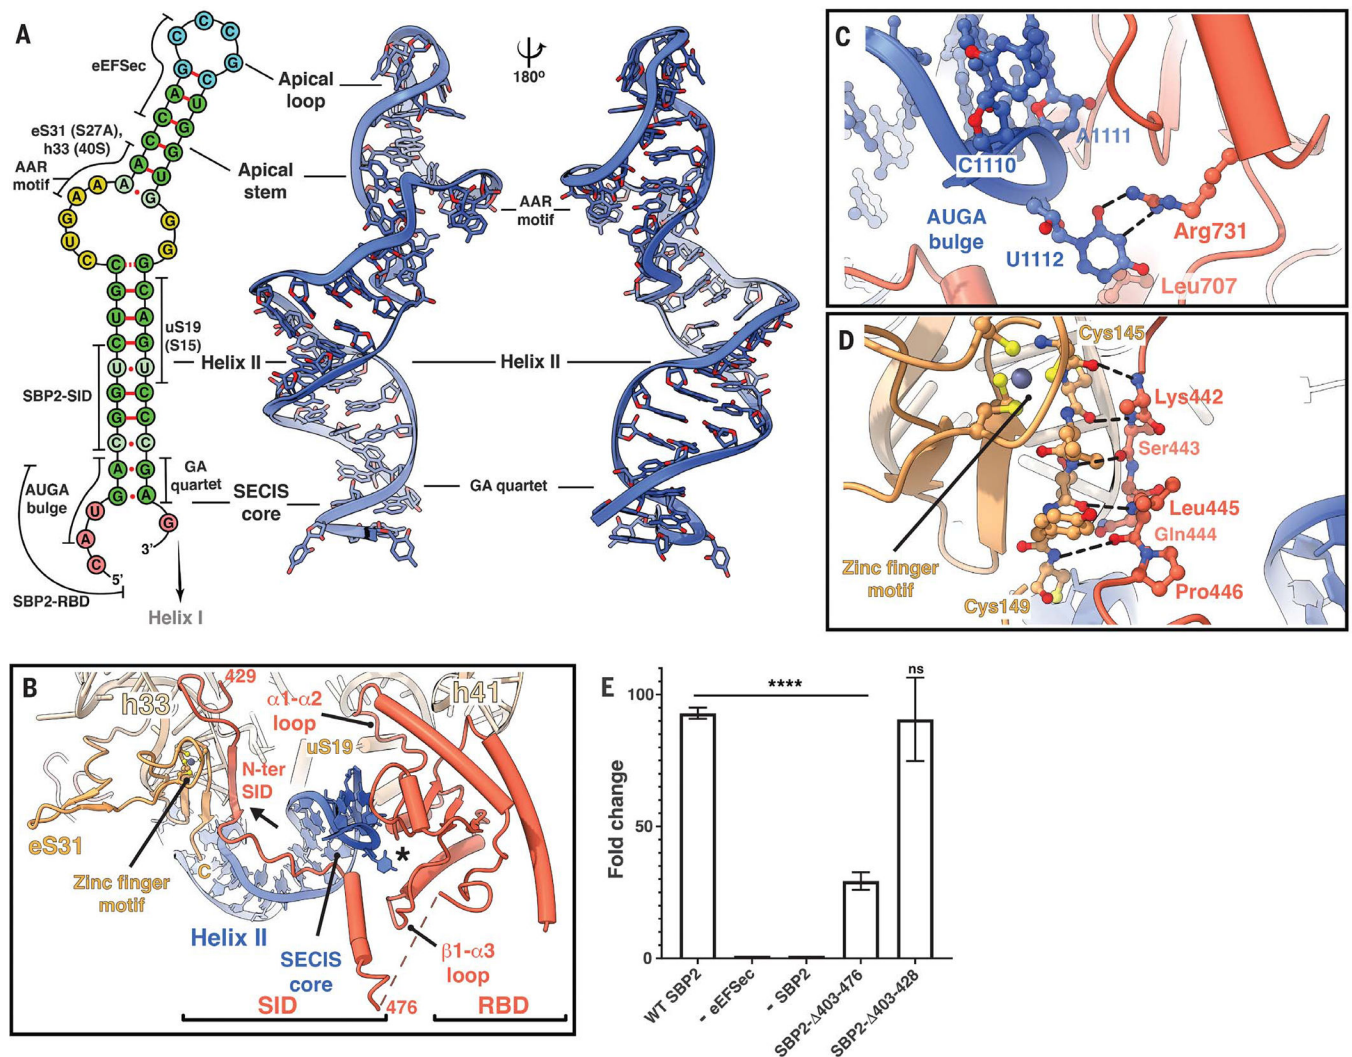 A
C
C
C
G
C
G
A U
C G
C G
A U
A G
A
A
G
U
C
G
G
G
C G
G C
U A
C G
U U
G C
G C
C C
A G
G A
U
A
C
G
5'
3'
eEFSec
eS31 (S27A),
h33 (40S)
AAR
motif
Apical
loop
Apical
stem
180º
AAR
motif
uS19
(S15)
Helix II
Helix II
SBP2-SID
AUGA
bulge
GA
quartet
SECIS
core
GA quartet
SBP2-RBD
Helix I
C
C1110
A1111
AUGA
bulge
U1112
Arg731
Leu707
D
Cys145
Lys442
Ser443
Leu445
Gln444
Zinc finger
motif
Cys149
Pro446
B
h33
429
α1-α2
loop
h41
uS19
N-ter
SID
eS31
*
C
Zinc finger
motif
Helix II
SECIS
core
β1-α3
loop
476
SID
RBD
E
Fold change
100
50
0
****
ns
WT SBP2
- eEFSec
- SBP2
SBP2-Δ403-476
SBP2-Δ403-428